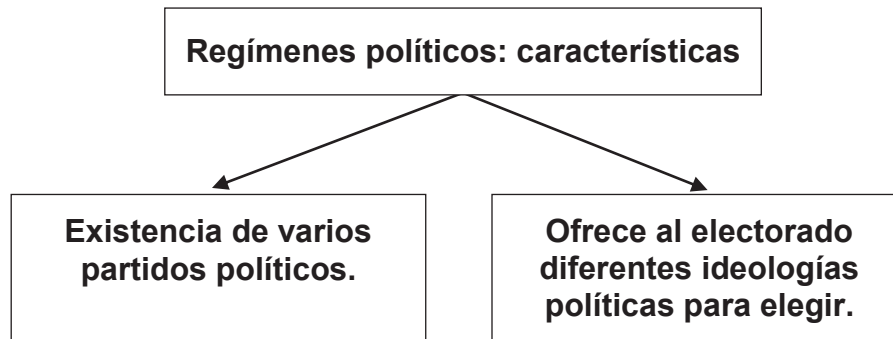 Regímenes políticos: características
Existencia de varios
partidos políticos.
Ofrece al electorado
diferentes ideologías
políticas para elegir.